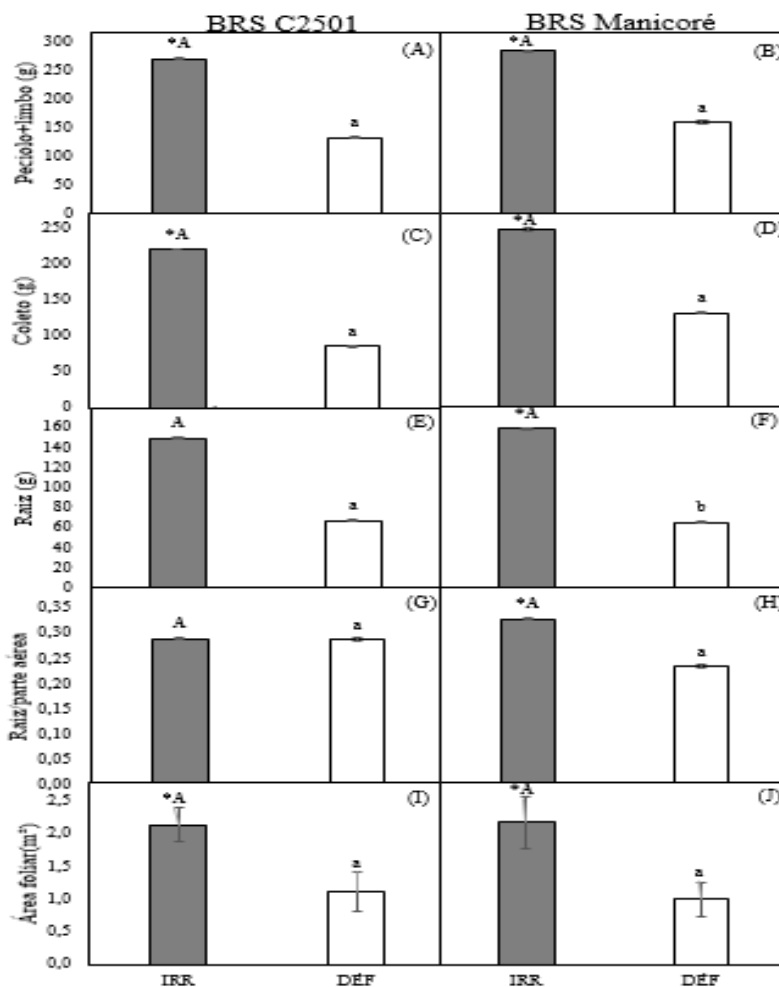 BRS C2501
BRS Manicoré
Peciolo+limbo (g)
300
250
200
150
100
50
0
*A
a
(A)
*A
a
(B)
Coleto (g)
250
200
150
100
50
0
*A
a
(C)
*A
a
(D)
Raiz (g)
160
140
120
100
80
60
40
20
0
A
a
(E)
*A
b
(F)
Raiz/parte aérea
0,35
0,30
0,25
0,20
0,15
0,10
0,05
0,00
A
a
(G)
*A
a
(H)
Área foliar(m²)
2,5
2,0
1,5
1,0
0,5
0,0
*A
a
(I)
*A
a
(J)
IRR
DÉF
IRR
DÉF